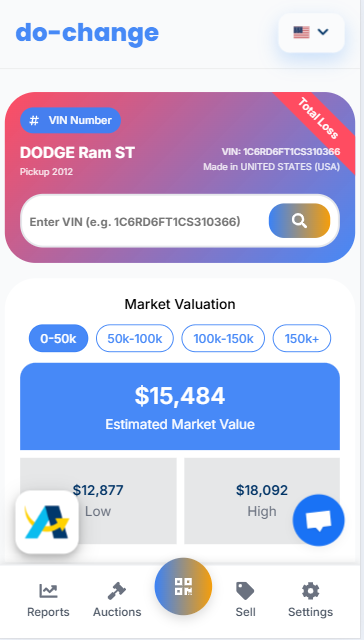 do-change
# VIN Number
Total Loss
DODGE Ram ST
VIN: 1C6RD6FT1CS310366
Pickup 2012
Made in UNITED STATES (USA)
Enter VIN (e.g. 1C6RD6FT1CS310366)
Market Valuation
0-50k 50k-100k 100k-150k 150k+
$15,484
Estimated Market Value
$12,877
Low
$18,092
High
Reports Auctions Sell Settings